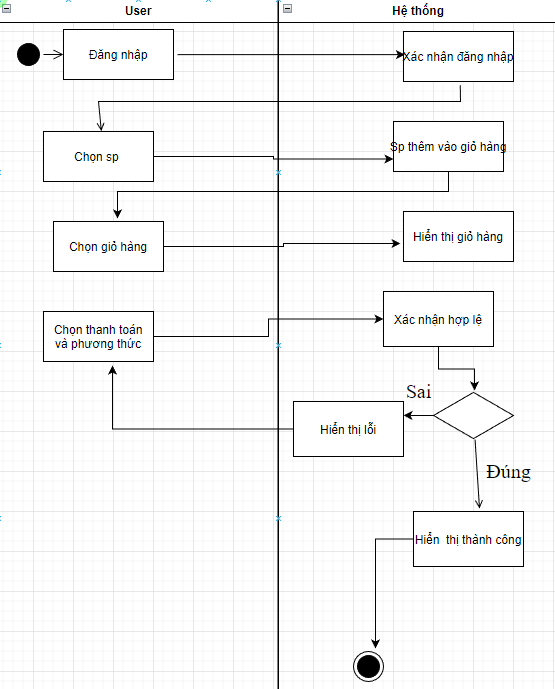 User
Hệ thống
Đăng nhập
Xác nhận đăng nhập
Chọn sp
Sp thêm vào giỏ hàng
Chọn giỏ hàng
Hiển thị giỏ hàng
Chọn thanh toán
và phương thức
Xác nhận hợp lệ
Sai
Hiển thị lỗi
Đúng
Hiển thị thành công